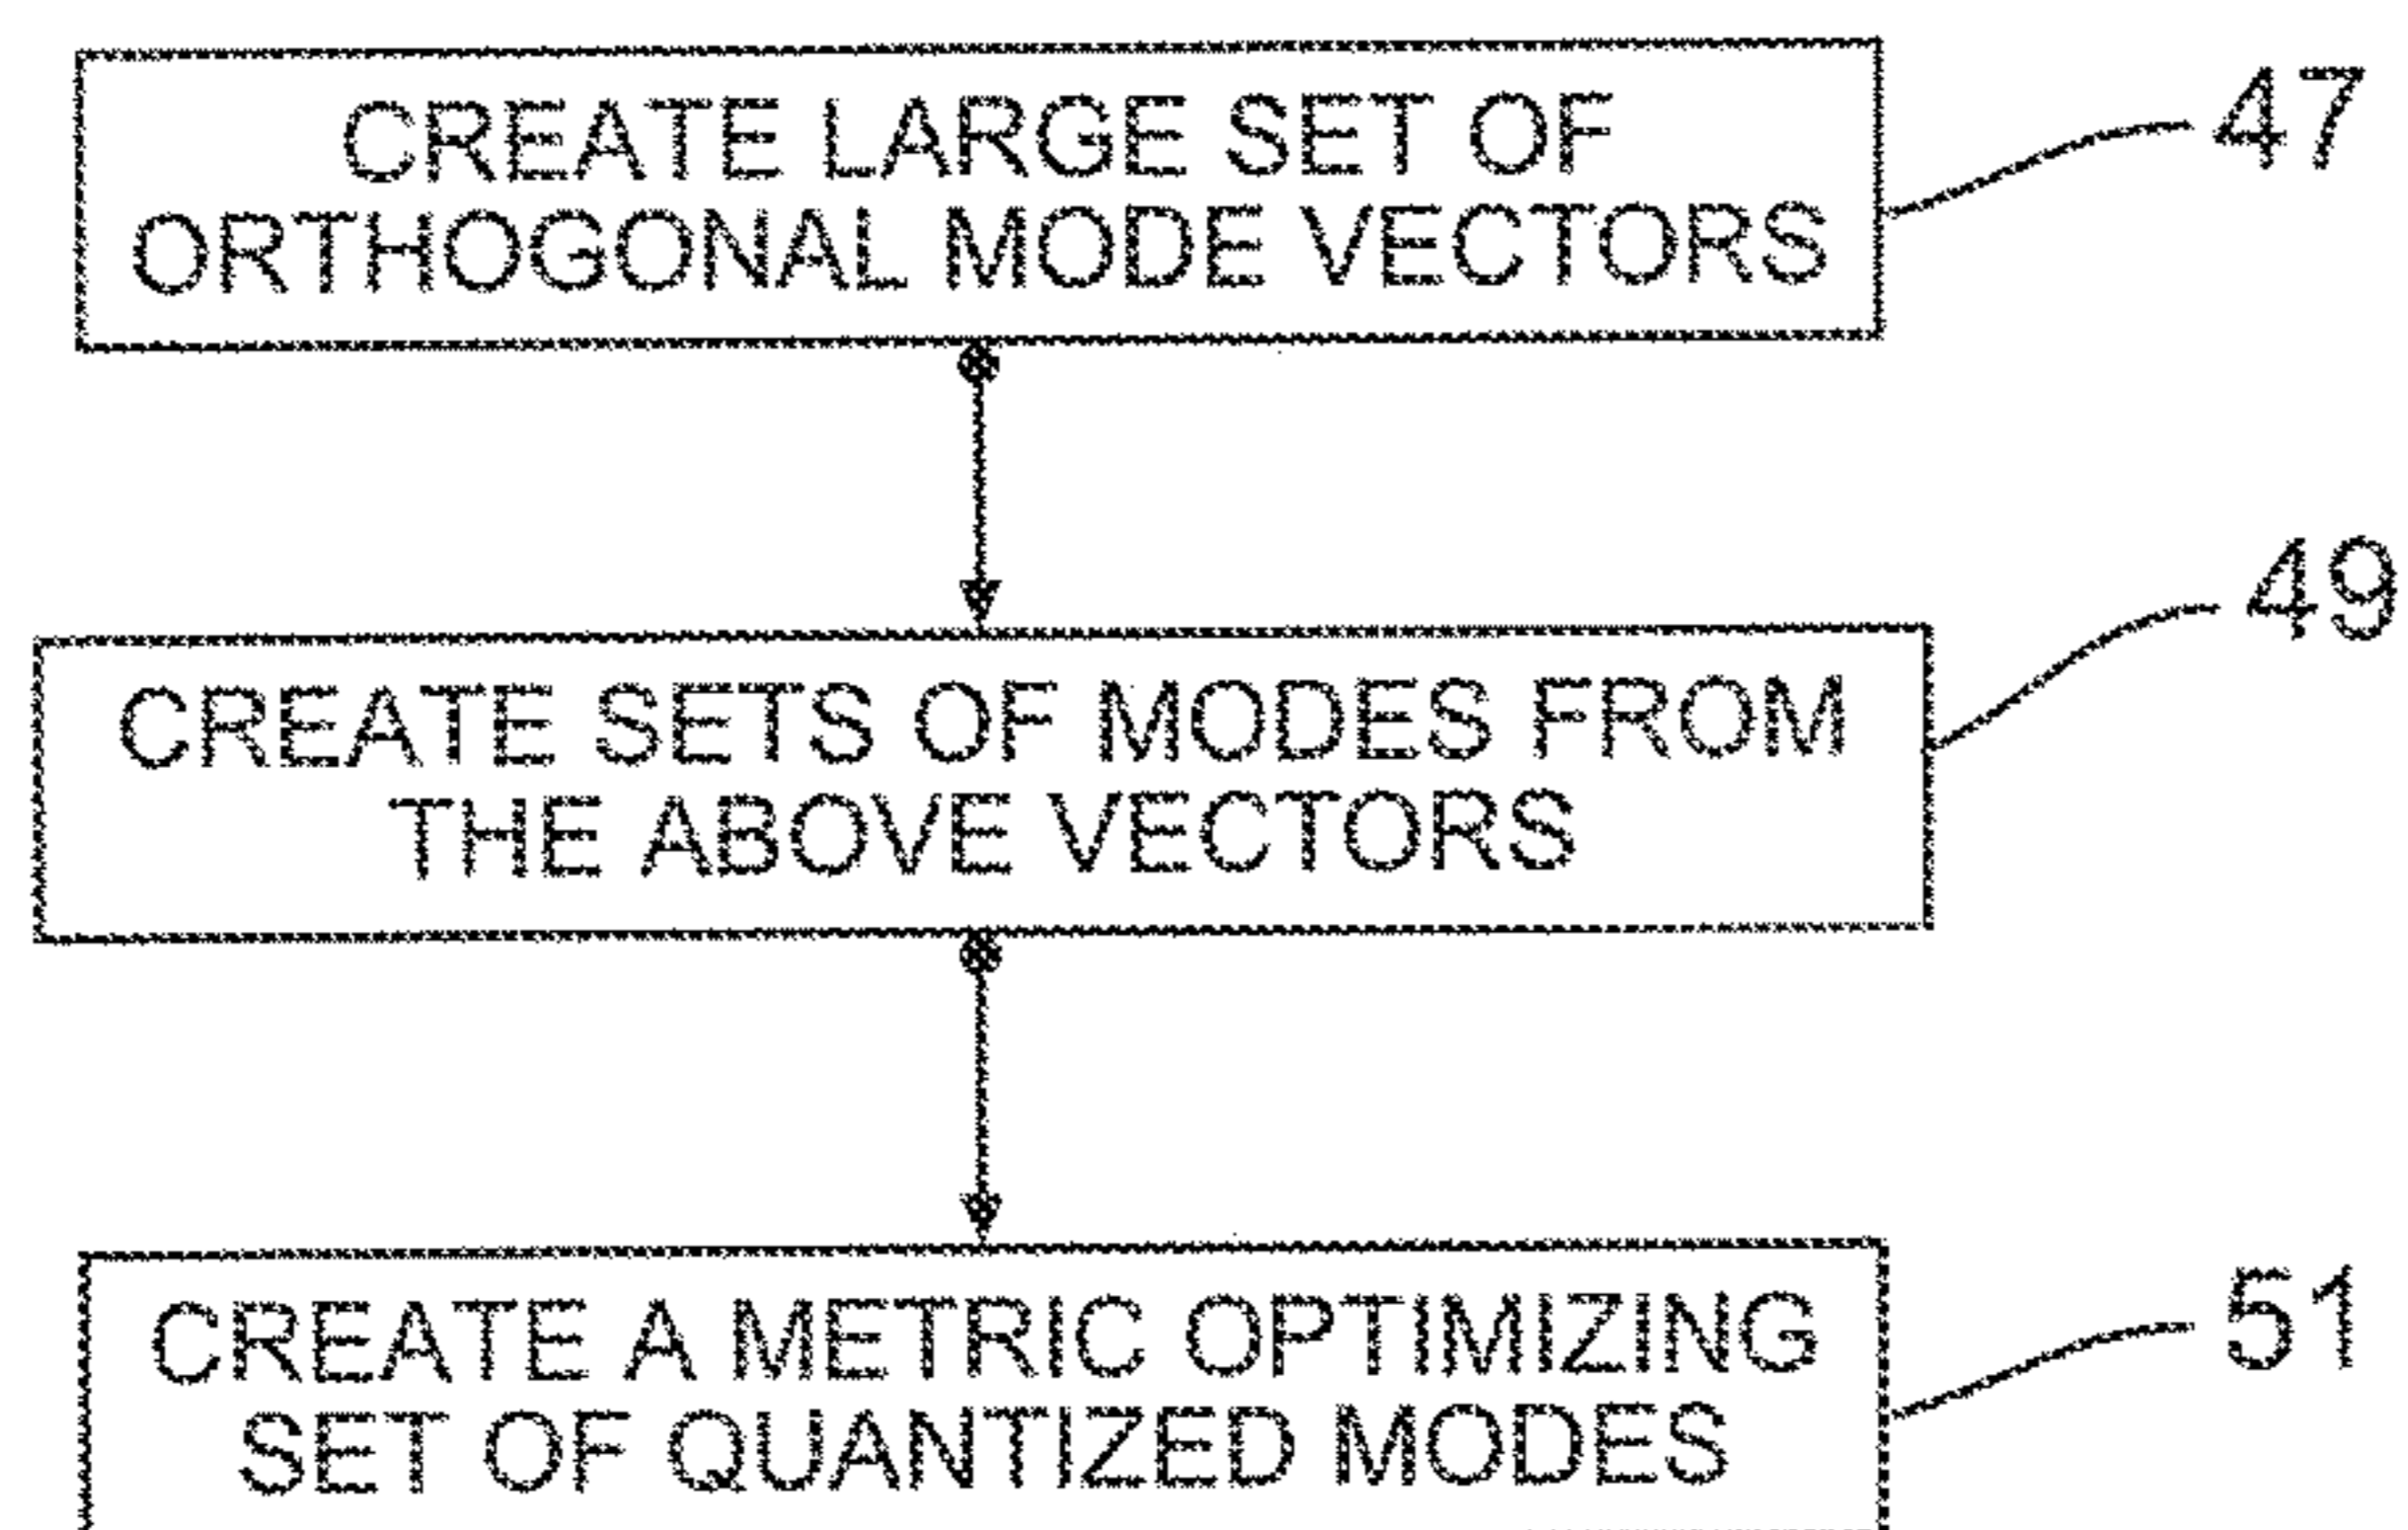 CREATE LARGE SET OF
ORTHOGONAL MODE VECTORS
47
CREATE SETS OF MODES FROM
THE ABOVE VECTORS
49
CREATE A METRIC OPTIMIZING
SET OF QUANTIZED MODES
51